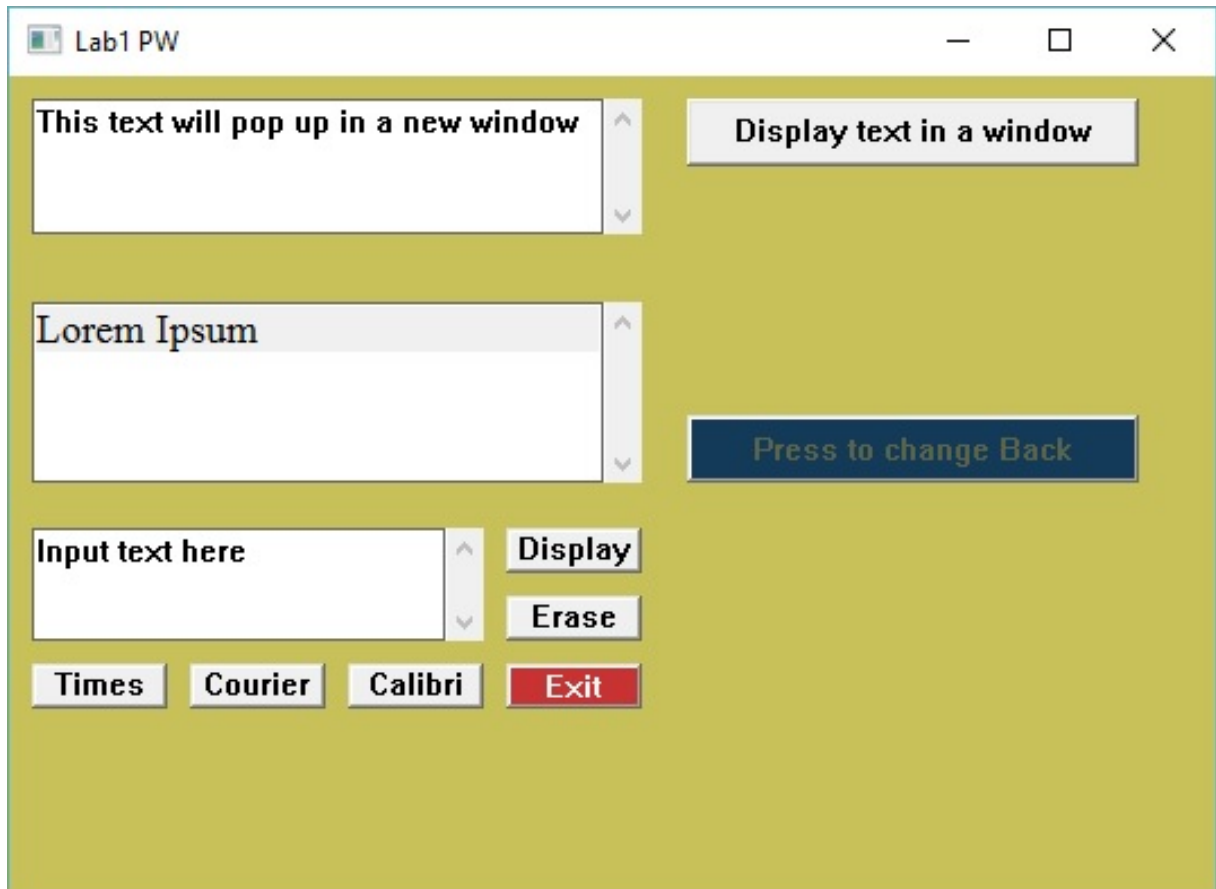 Lab1 PW
This text will pop up in a new window
Display text in a window
Lorem Ipsum
Press to change Back
Input text here
Display
Erase
Times
Courier
Calibri
Exit